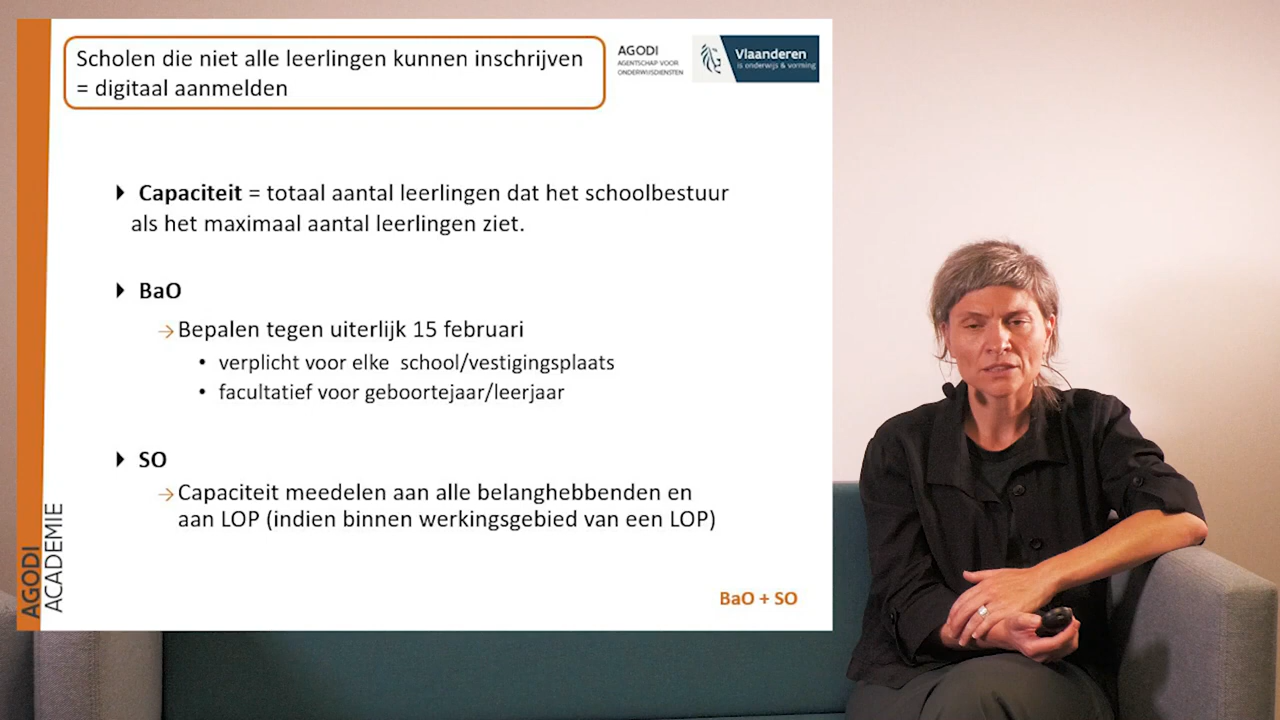 Scholen die niet alle leerlingen kunnen inschrijven
= digitaal aanmelden
AGODI
AGENTSCHAP VOOR
ONDERWIJSDIENSTEN
Vlaanderen
is onderwijs & vorming
Capaciteit = totaal aantal leerlingen dat het schoolbestuur
als het maximaal aantal leerlingen ziet.
BaO
→ Bepalen tegen uiterlijk 15 februari
• verplicht voor elke school/vestigingsplaats
• facultatief voor geboortejaar/leerjaar
SO
→ Capaciteit meedelen aan alle belanghebbenden en
aan LOP (indien binnen werkingsgebied van een LOP)
BaO + SO
AGODI
ACADEMIE